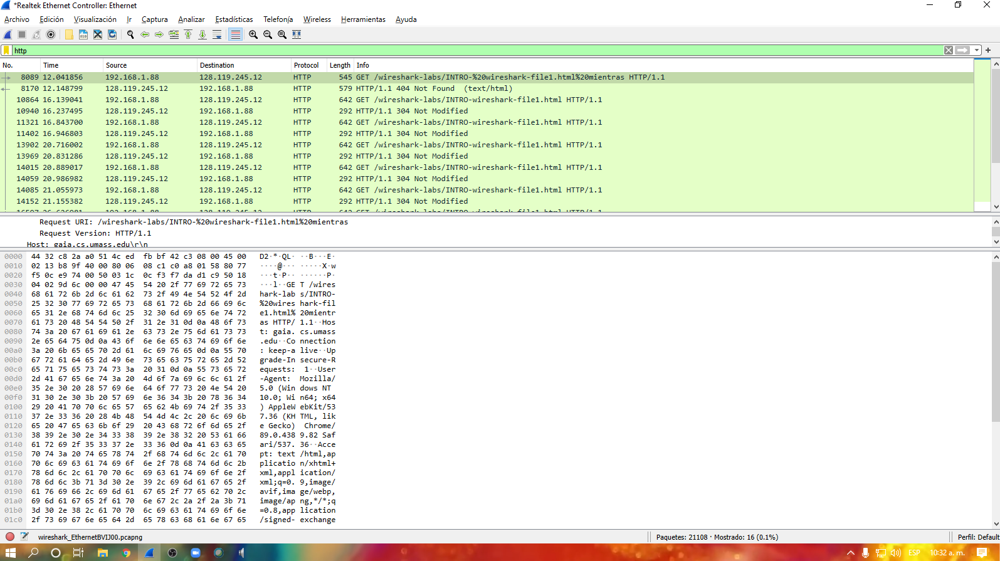 *Realtek Ethernet Controller: Ethernet
Archivo Edición Visualización Ir Captura Analizar Estadísticas Telefonía Wireless Herramientas Ayuda
http
No. Time Source Destination Protocol Length Info
8089 12.041856 192.168.1.88 128.119.245.12 HTTP 545 GET /wireshark-labs/INTRO-%20wireshark-file1.html%20mientras HTTP/1.1
8170 12.148799 128.119.245.12 192.168.1.88 HTTP 579 HTTP/1.1 404 Not Found (text/html)
10864 16.139041 192.168.1.88 128.119.245.12 HTTP 642 GET /wireshark-labs/INTRO-wireshark-file1.html HTTP/1.1
10940 16.237495 128.119.245.12 192.168.1.88 HTTP 292 HTTP/1.1 304 Not Modified
11321 16.843700 192.168.1.88 128.119.245.12 HTTP 642 GET /wireshark-labs/INTRO-wireshark-file1.html HTTP/1.1
11402 16.946803 128.119.245.12 192.168.1.88 HTTP 292 HTTP/1.1 304 Not Modified
13902 20.716002 192.168.1.88 128.119.245.12 HTTP 642 GET /wireshark-labs/INTRO-wireshark-file1.html HTTP/1.1
13969 20.831286 128.119.245.12 192.168.1.88 HTTP 292 HTTP/1.1 304 Not Modified
14015 20.889017 192.168.1.88 128.119.245.12 HTTP 642 GET /wireshark-labs/INTRO-wireshark-file1.html HTTP/1.1
14059 20.986982 128.119.245.12 192.168.1.88 HTTP 292 HTTP/1.1 304 Not Modified
14085 21.055973 192.168.1.88 128.119.245.12 HTTP 642 GET /wireshark-labs/INTRO-wireshark-file1.html HTTP/1.1
14152 21.155382 128.119.245.12 192.168.1.88 HTTP 292 HTTP/1.1 304 Not Modified
Request URI: /wireshark-labs/INTRO-%20wireshark-file1.html%20mientras
Request Version: HTTP/1.1
Host: gaia.cs.umass.edu\r\n
0000 44 32 c8 2a a0 51 4c ed fb bf 42 c3 08 00 45 00 D2·*·QL· ··B···E·
0010 02 13 b8 9f 40 00 80 06 08 c1 c0 a8 01 58 80 77 ····@··· ·····X·w
0020 f5 0c e9 74 00 50 03 1c 0c f3 f7 da d1 c9 50 18 ···t·P·· ······P·
0030 04 02 9d 6c 00 00 47 45 54 20 2f 77 69 72 65 73 ···l··GE T /wires
0040 68 61 72 6b 2d 6c 61 62 73 2f 49 4e 54 52 4f 2d hark-lab s/INTRO-
0050 25 32 30 77 69 72 65 73 68 61 72 6b 2d 66 69 6c %20wires hark-fil
0060 65 31 2e 68 74 6d 6c 25 32 30 6d 69 65 6e 74 72 e1.html% 20mientr
0070 61 73 20 48 54 54 50 2f 31 2e 31 0d 0a 48 6f 73 as HTTP/ 1.1··Hos
0080 74 3a 20 67 61 69 61 2e 63 73 2e 75 6d 61 73 73 t: gaia. cs.umass
0090 2e 65 64 75 0d 0a 43 6f 6e 6e 65 63 74 69 6f 6e .edu··Co nnection
00a0 3a 20 6b 65 65 70 2d 61 6c 69 76 65 0d 0a 55 70 : keep-a live··Up
00b0 67 72 61 64 65 2d 49 6e 73 65 63 75 72 65 2d 52 grade-In secure-R
00c0 65 71 75 65 73 74 73 3a 20 31 0d 0a 55 73 65 72 equests: 1··User
00d0 2d 41 67 65 6e 74 3a 20 4d 6f 7a 69 6c 6c 61 2f -Agent: Mozilla/
00e0 35 2e 30 20 28 57 69 6e 64 6f 77 73 20 4e 54 20 5.0 (Win dows NT
00f0 31 30 2e 30 3b 20 57 69 6e 36 34 3b 20 78 36 34 10.0; Wi n64; x64
0100 29 20 41 70 70 6c 65 57 65 62 4b 69 74 2f 35 33 ) AppleW ebKit/53
0110 37 2e 33 36 20 28 4b 48 54 4d 4c 2c 20 6c 69 6b 7.36 (KH TML, lik
0120 65 20 47 65 63 6b 6f 29 20 43 68 72 6f 6d 65 2f e Gecko) Chrome/
0130 38 39 2e 30 2e 34 33 38 39 2e 38 32 20 53 61 66 89.0.438 9.82 Saf
0140 61 72 69 2f 35 33 37 2e 33 36 0d 0a 41 63 63 65 ari/537. 36··Acce
0150 70 74 3a 20 74 65 78 74 2f 68 74 6d 6c 2c 61 70 pt: text /html,ap
0160 70 6c 69 63 61 74 69 6f 6e 2f 78 68 74 6d 6c 2b plicatio n/xhtml+
0170 78 6d 6c 2c 61 70 70 6c 69 63 61 74 69 6f 6e 2f xml,appl ication/
0180 78 6d 6c 3b 71 3d 30 2e 39 2c 69 6d 61 67 65 2f xml;q=0. 9,image/
0190 61 76 69 66 2c 69 6d 61 67 65 2f 77 65 62 70 2c avif,ima ge/webp,
01a0 69 6d 61 67 65 2f 61 70 6e 67 2c 2a 2f 2a 3b 71 image/ap ng,*/*;q
01b0 3d 30 2e 38 2c 61 70 70 6c 69 63 61 74 69 6f 6e =0.8,app lication
01c0 2f 73 69 67 6e 65 64 2d 65 78 63 68 61 6e 67 65 /signed- exchange
wireshark_EthernetBVIJ00.pcapng Paquetes: 21108 · Mostrado: 16 (0.1%) Perfil: Default
ESP 10:32 a. m.